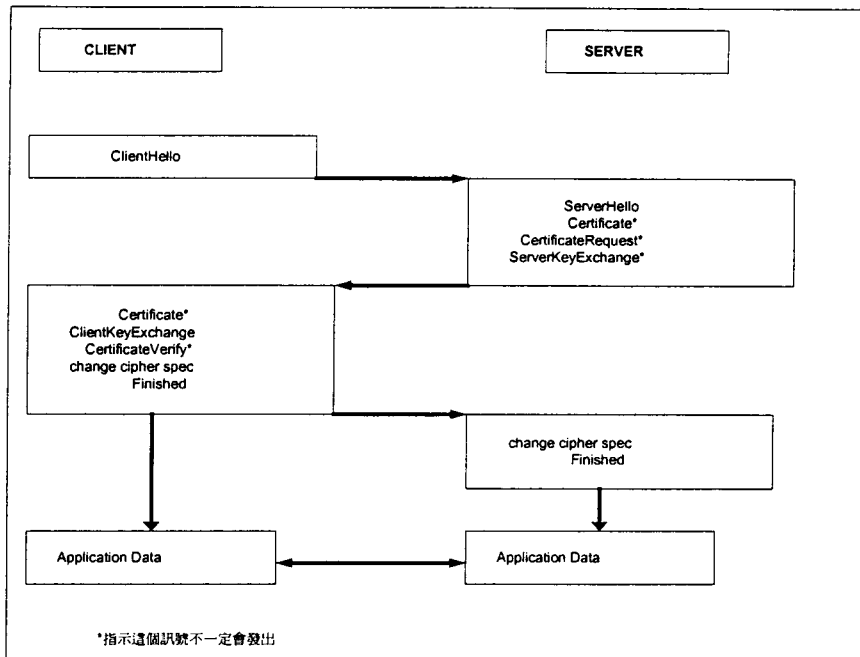 CLIENT
SERVER
ClientHello
ServerHello
Certificate*
CertificateRequest*
ServerKeyExchange*
Certificate*
ClientKeyExchange
CertificateVerify*
change cipher spec
Finished
change cipher spec
Finished
Application Data
Application Data
*指示這個訊號不一定會發出